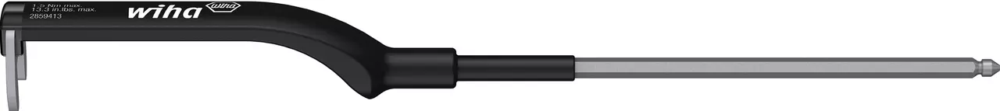 1.5 Nm max.
13.3 in.lbs. max.
2859413
wiha
wiha